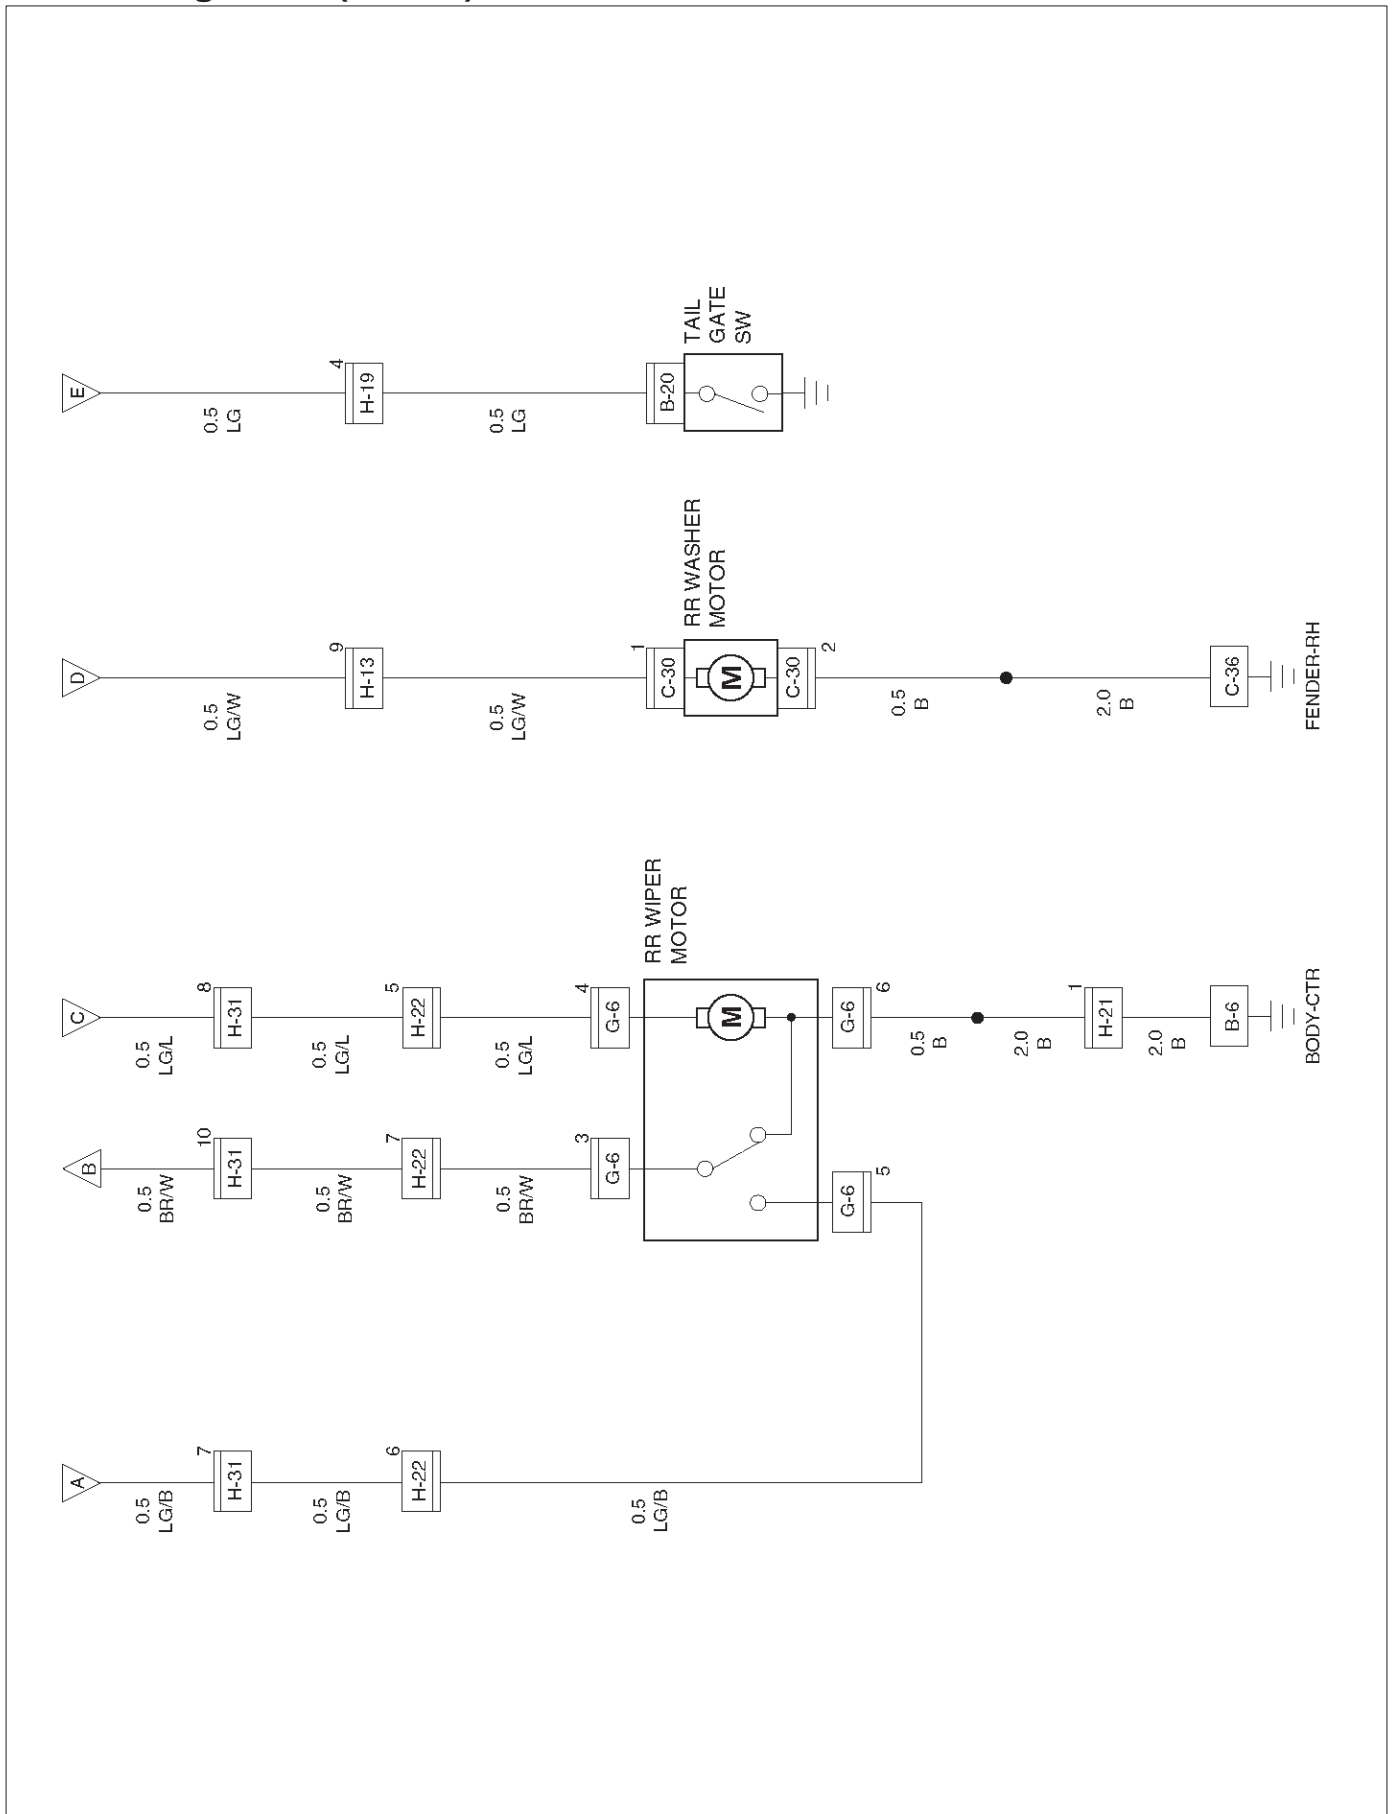 A
0.5
LG/B
7
H-31
0.5
LG/B
6
H-22
0.5
LG/B
B
0.5
BR/W
10
H-31
0.5
BR/W
7
H-22
0.5
BR/W
3
G-6
G-6
5
C
0.5
LG/L
8
H-31
0.5
LG/L
5
H-22
0.5
LG/L
4
G-6
RR WIPER
MOTOR
M
G-6
6
0.5
B
2.0
B
1
H-21
2.0
B
B-6
BODY-CTR
D
0.5
LG/W
9
H-13
0.5
LG/W
1
C-30
RR WASHER
MOTOR
M
C-30
2
0.5
B
2.0
B
C-36
FENDER-RH
E
0.5
LG
4
H-19
0.5
LG
B-20
TAIL
GATE
SW